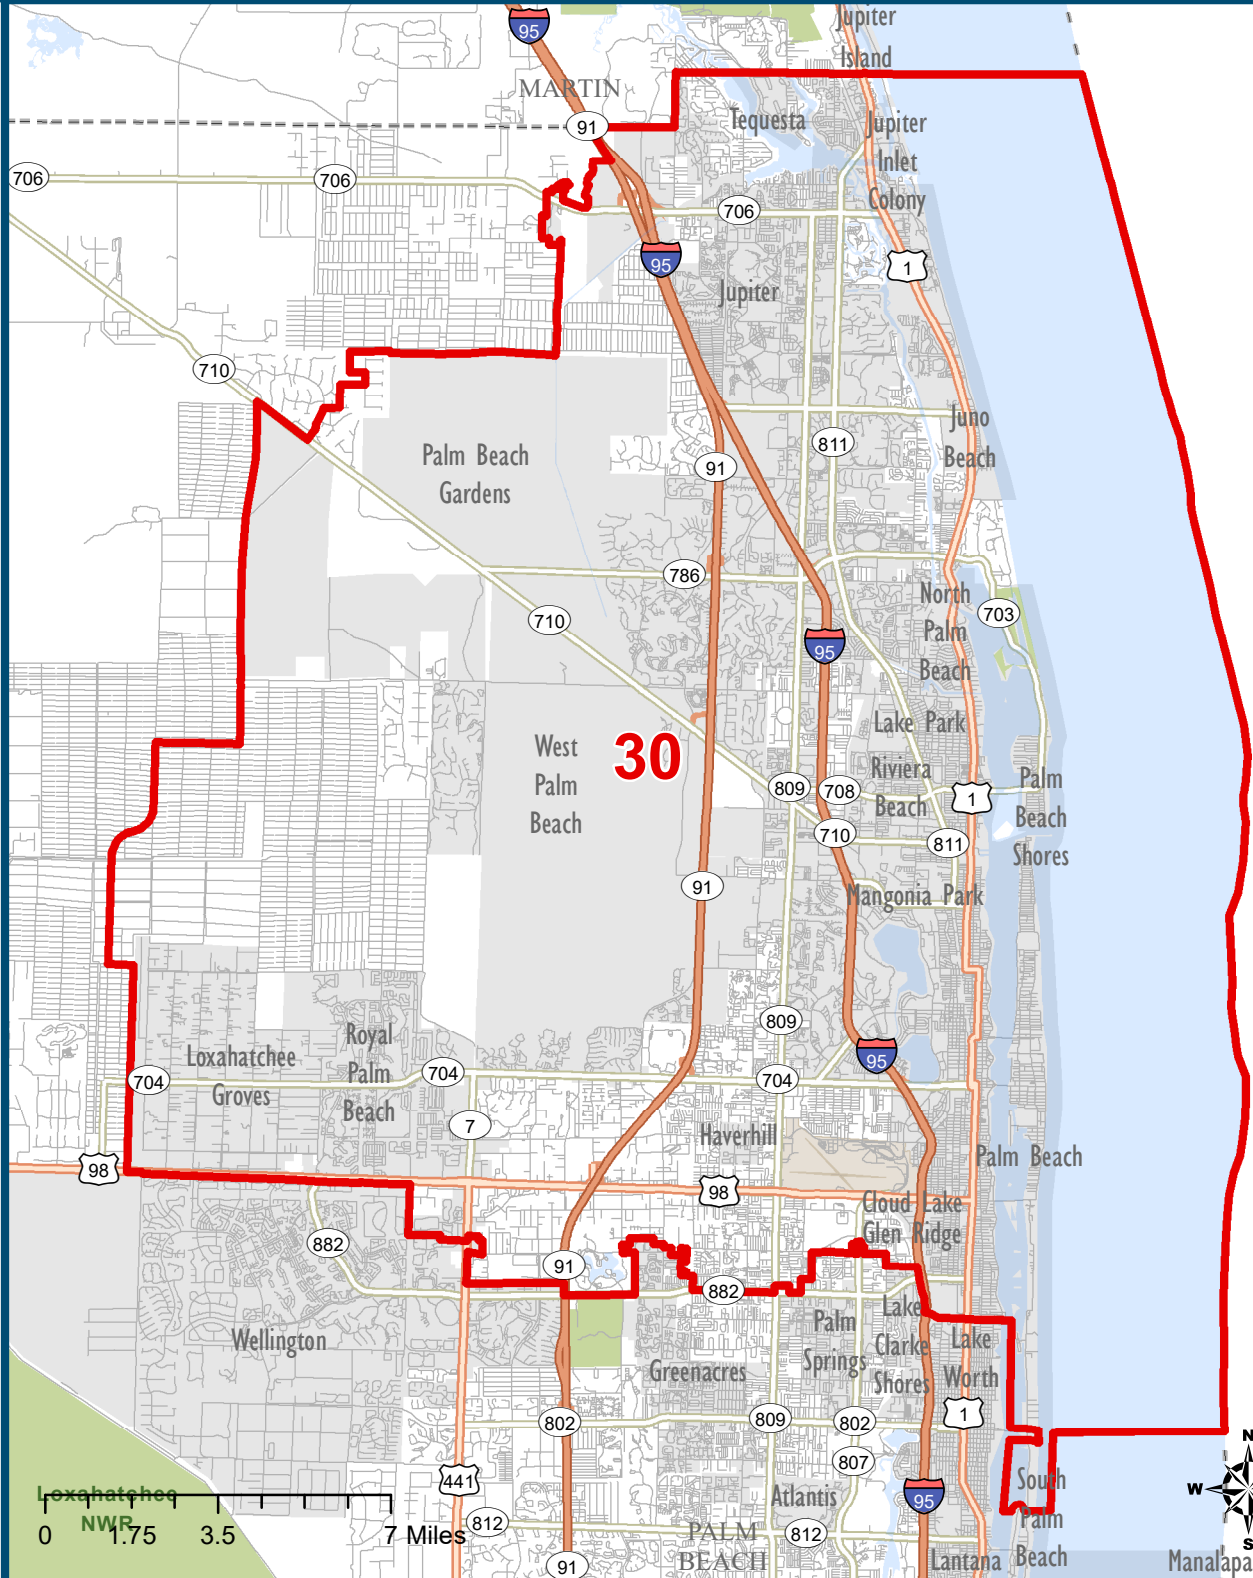 95
Jupiter
Island
MARTIN
91
Tequesta
Jupiter
Inlet
Colony
706
706
706
95
1
Jupiter
710
Juno
Beach
811
Palm Beach
Gardens
91
786
710
North
Palm
Beach
703
95
Lake Park
West
Palm
Beach
30
Riviera
Beach
809
708
1
Palm
Beach
Shores
710
811
91
Mangonia Park
809
Royal
Palm
Beach
Loxahatchee
Groves
95
704
704
704
7
Haverhill
Palm Beach
98
98
Cloud Lake
Glen Ridge
882
91
882
Wellington
Palm
Springs
Lake
Clarke
Shores
Lake
Worth
Greenacres
802
809
802
1
807
441
95
South
Palm
Beach
Atlantis
N
W
S
Loxahatchee
NWR
0 1.75 3.5 7 Miles
812
PALM
BEACH
812
Lantana
91
Manalapa